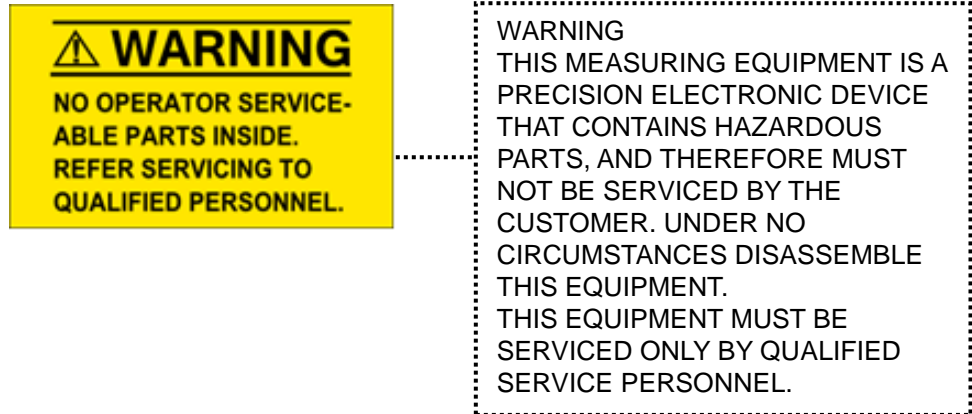 ⚠ WARNING
NO OPERATOR SERVICE-
ABLE PARTS INSIDE.
REFER SERVICING TO
QUALIFIED PERSONNEL.
WARNING
THIS MEASURING EQUIPMENT IS A
PRECISION ELECTRONIC DEVICE
THAT CONTAINS HAZARDOUS
PARTS, AND THEREFORE MUST
NOT BE SERVICED BY THE
CUSTOMER. UNDER NO
CIRCUMSTANCES DISASSEMBLE
THIS EQUIPMENT.
THIS EQUIPMENT MUST BE
SERVICED ONLY BY QUALIFIED
SERVICE PERSONNEL.